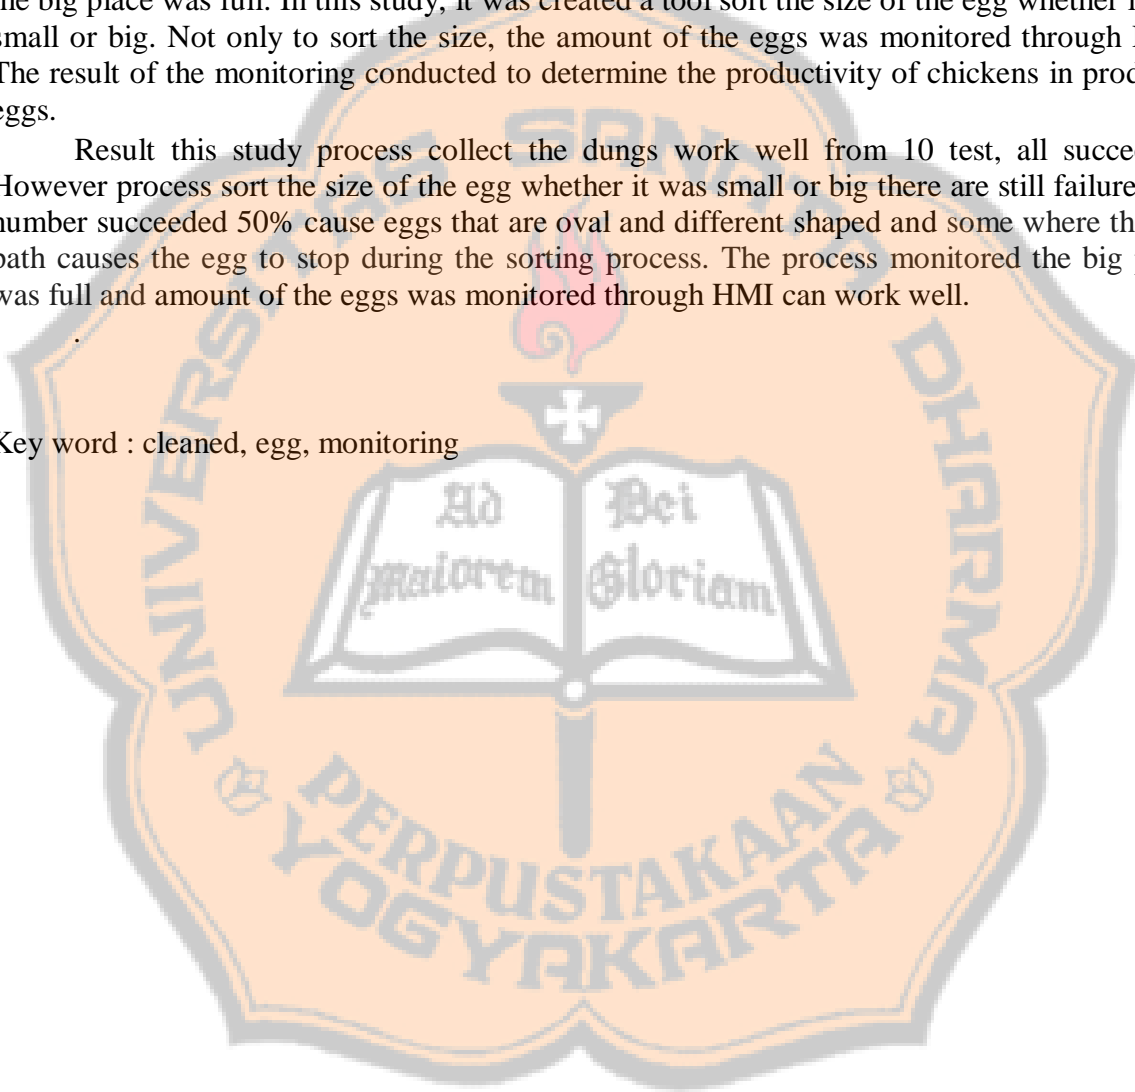 the big place was full. In this study, it was created a tool sort the size of the egg whether
small or big. Not only to sort the size, the amount of the eggs was monitored through
The result of the monitoring conducted to determine the productivity of chickens in
eggs.
Result this study process collect the dungs work well from 10 test, all
However process sort the size of the egg whether it was small or big there are still
number succeeded 50% cause eggs that are oval and different shaped and some where
path causes the egg to stop during the sorting process. The process monitored the big
was full and amount of the eggs was monitored through HMI can work well.
.
Key word : cleaned, egg, monitoring
UNIVERSITAS SANATA DHARMA
Ad maiorem
Dei Gloriam
PERPUSTAKAAN
YOGYAKARTA